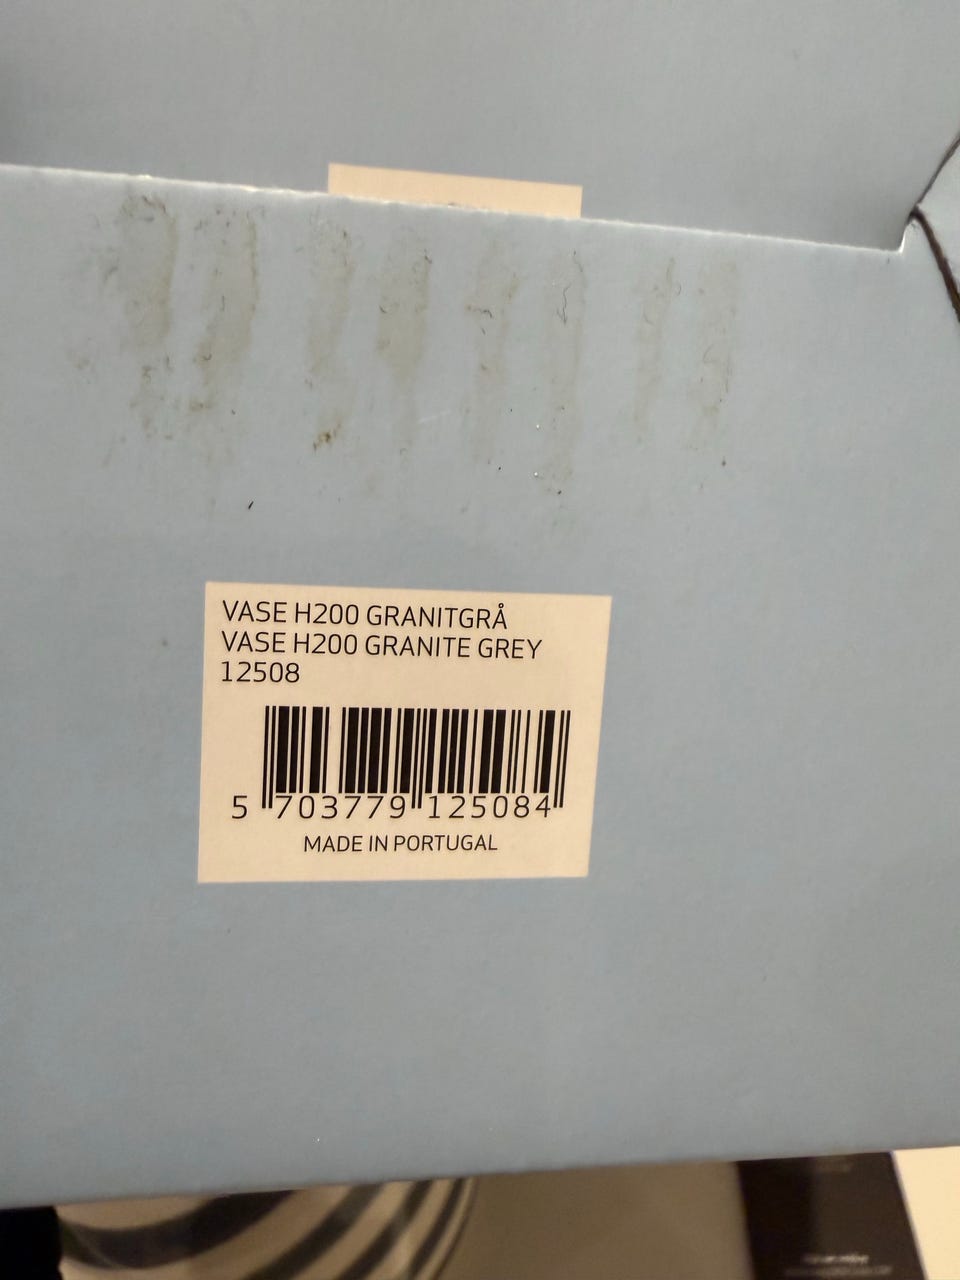 VASE H200 GRANITGRÅ
VASE H200 GRANITE GREY
12508
5 703779 125084
MADE IN PORTUGAL